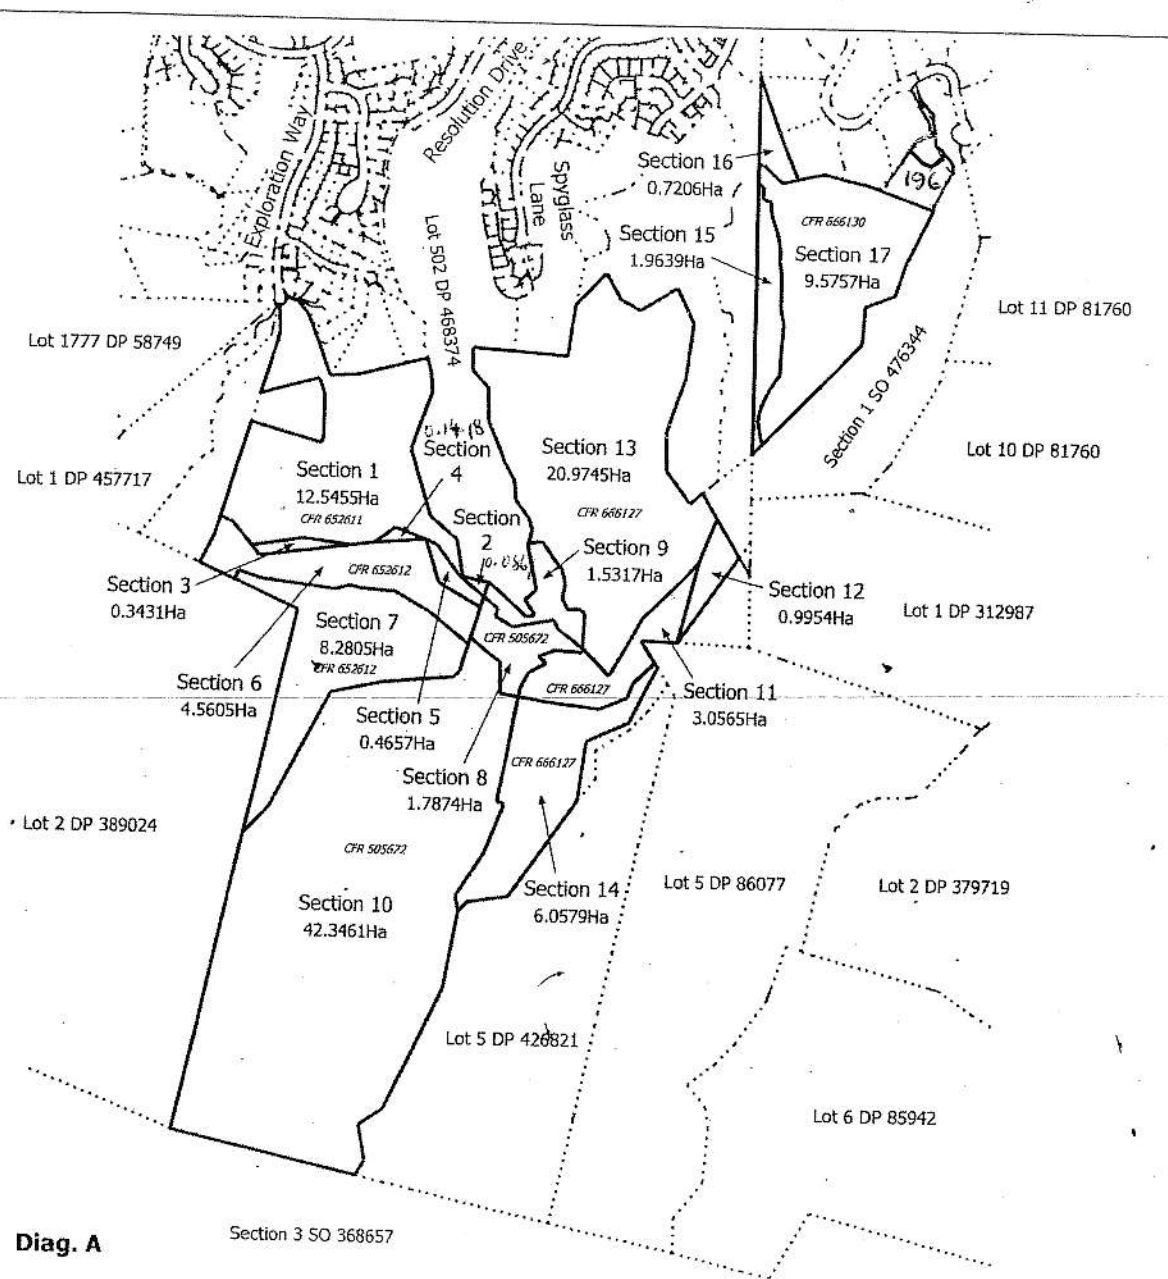 Exploration Way
Resolution Drive
Spyglass
Lane
Lot 502 DP 468374
Section 16
0.7206Ha
196
Section 15
1.9639Ha
CFR 666130
Section 17
9.5757Ha
Lot 11 DP 81760
Lot 1777 DP 58749
Section 1 SO 476344
Section
4
Section 13
20.9745Ha
Lot 10 DP 81760
Lot 1 DP 457717
Section 1
12.5455Ha
CFR 652611
CFR 666127
Section
2
Section 9
1.5317Ha
CFR 652612
Section 3
0.3431Ha
Section 12
0.9954Ha
Lot 1 DP 312987
Section 7
8.2805Ha
CFR 652612
CFR 505672
Section 6
4.5605Ha
CFR 666127
Section 11
3.0565Ha
Section 5
0.4657Ha
Section 8
1.7874Ha
CFR 666127
Lot 2 DP 389024
CFR 505672
Section 10
42.3461Ha
Section 14
6.0579Ha
Lot 5 DP 86077
Lot 2 DP 379719
Lot 5 DP 426821
Lot 6 DP 85942
Section 3 SO 368657
Diag. A